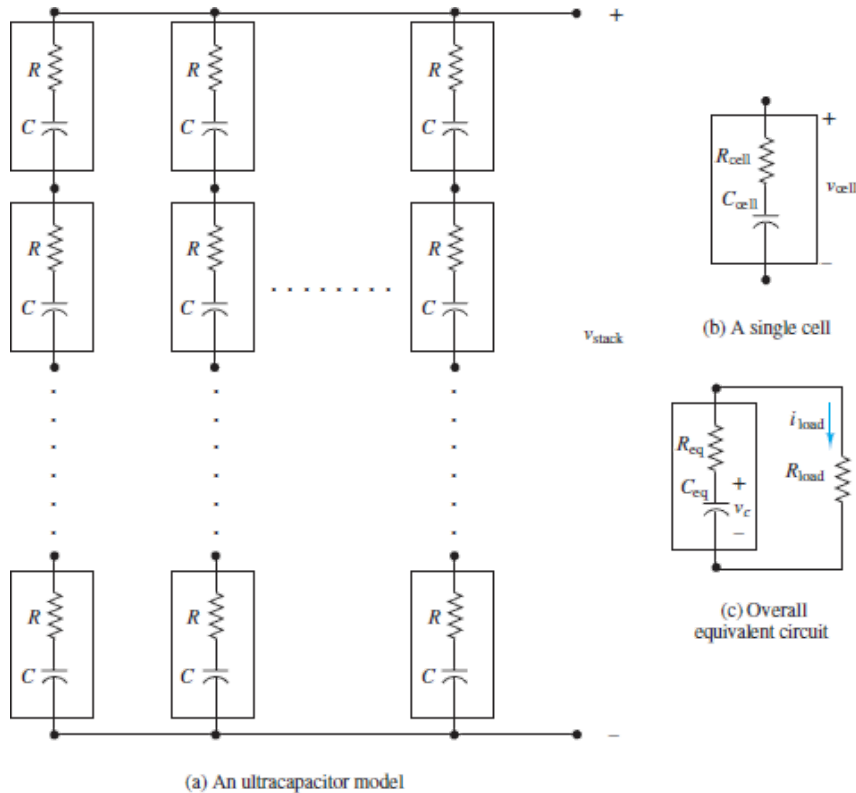 +
R
R
R
C
C
C
R
R
R
C
C
C
v_stack
R
R
R
C
C
C
–
(a) An ultracapacitor model
+
R_cell
C_cell
v_cell
–
(b) A single cell
i_load
R_eq
R_load
C_eq
+
v_c
–
(c) Overall
equivalent circuit